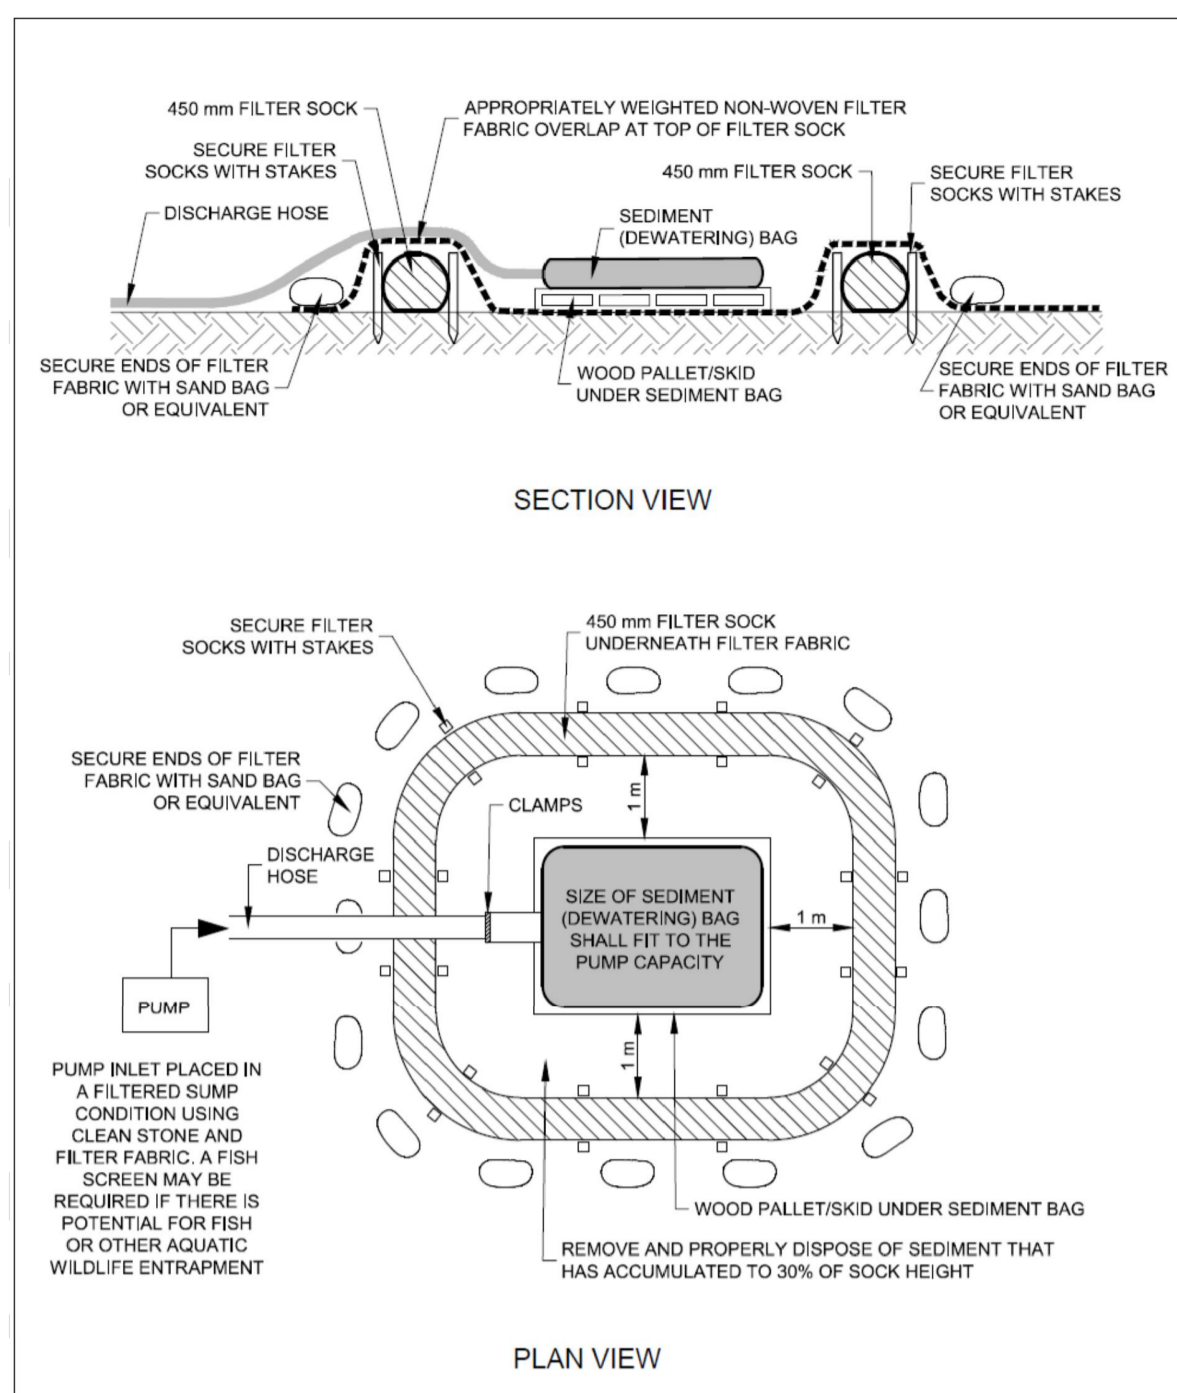 450 mm FILTER SOCK
APPROPRIATELY WEIGHTED NON-WOVEN FILTER
FABRIC OVERLAP AT TOP OF FILTER SOCK
SECURE FILTER
SOCKS WITH STAKES
DISCHARGE HOSE
SEDIMENT
(DEWATERING) BAG
450 mm FILTER SOCK
SECURE FILTER
SOCKS WITH STAKES
SECURE ENDS OF FILTER
FABRIC WITH SAND BAG
OR EQUIVALENT
WOOD PALLET/SKID
UNDER SEDIMENT BAG
SECURE ENDS OF FILTER
FABRIC WITH SAND BAG
OR EQUIVALENT
SECTION VIEW
SECURE FILTER
SOCKS WITH STAKES
450 mm FILTER SOCK
UNDERNEATH FILTER FABRIC
SECURE ENDS OF FILTER
FABRIC WITH SAND BAG
OR EQUIVALENT
CLAMPS
1 m
DISCHARGE
HOSE
SIZE OF SEDIMENT
(DEWATERING) BAG
SHALL FIT TO THE
PUMP CAPACITY
1 m
PUMP
1 m
PUMP INLET PLACED IN
A FILTERED SUMP
CONDITION USING
CLEAN STONE AND
FILTER FABRIC. A FISH
SCREEN MAY BE
REQUIRED IF THERE IS
POTENTIAL FOR FISH
OR OTHER AQUATIC
WILDLIFE ENTRAPMENT
WOOD PALLET/SKID UNDER SEDIMENT BAG
REMOVE AND PROPERLY DISPOSE OF SEDIMENT THAT
HAS ACCUMULATED TO 30% OF SOCK HEIGHT
PLAN VIEW